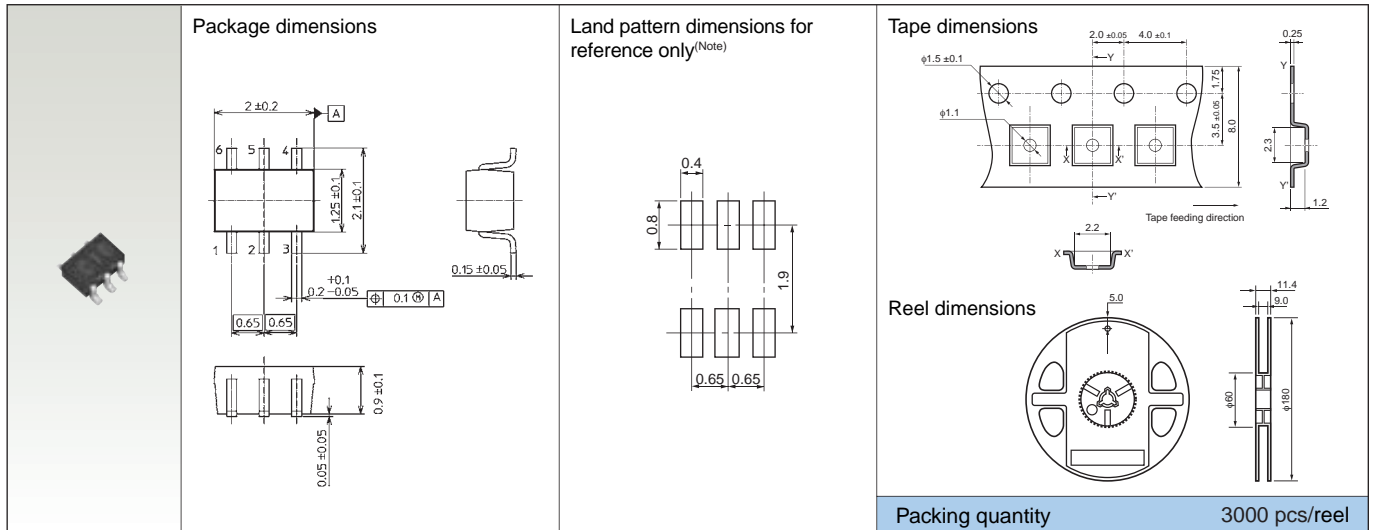 Package dimensions
2 ±0.2
A
6 5 4
1.25 ±0.1
2.1 ±0.1
1 2 3
0.15 ±0.05
+0.1
0.2 -0.05
⌖ 0.1 Ⓜ A
0.65 0.65
0.9 ±0.1
0.05 ±0.05
Land pattern dimensions for
reference only(Note)
0.4
0.8
1.9
0.65 0.65
Tape dimensions
2.0 ±0.05 4.0 ±0.1
0.25
φ1.5 ±0.1
Y
Y
1.75
φ1.1
3.5 ±0.05
8.0
2.3
X X'
Y'
Y'
1.2
Tape feeding direction
2.2
X X'
Reel dimensions
5.0
11.4
9.0
φ60
φ180
Packing quantity 3000 pcs/reel